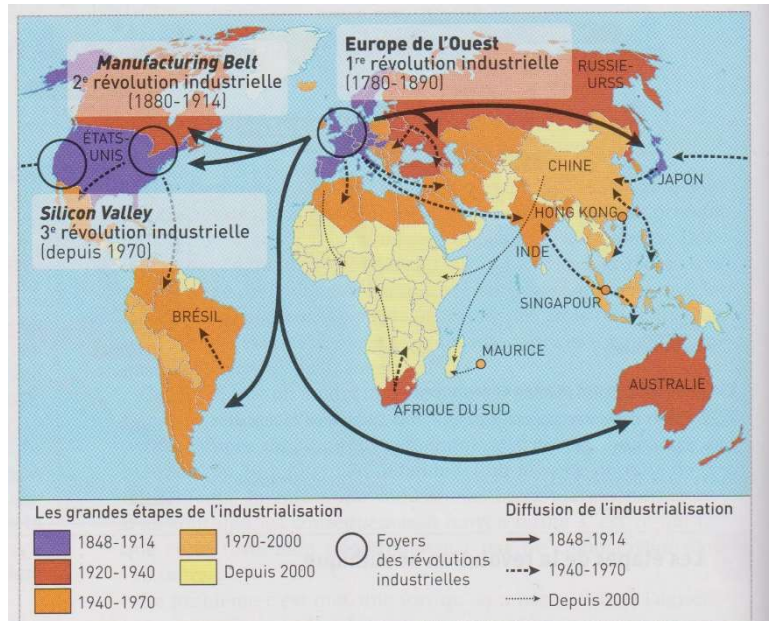 Manufacturing Belt
2e révolution industrielle
(1880-1914)
Europe de l'Ouest
1re révolution industrielle
(1780-1890)
RUSSIE-
URSS
ÉTATS-
UNIS
CHINE
JAPON
Silicon Valley
3e révolution industrielle
(depuis 1970)
HONG KONG
INDE
SINGAPOUR
BRÉSIL
MAURICE
AUSTRALIE
AFRIQUE DU SUD
Les grandes étapes de l'industrialisation
1848-1914
1920-1940
1940-1970
1970-2000
Depuis 2000
Foyers
des révolutions
industrielles
Diffusion de l'industrialisation
1848-1914
1940-1970
Depuis 2000